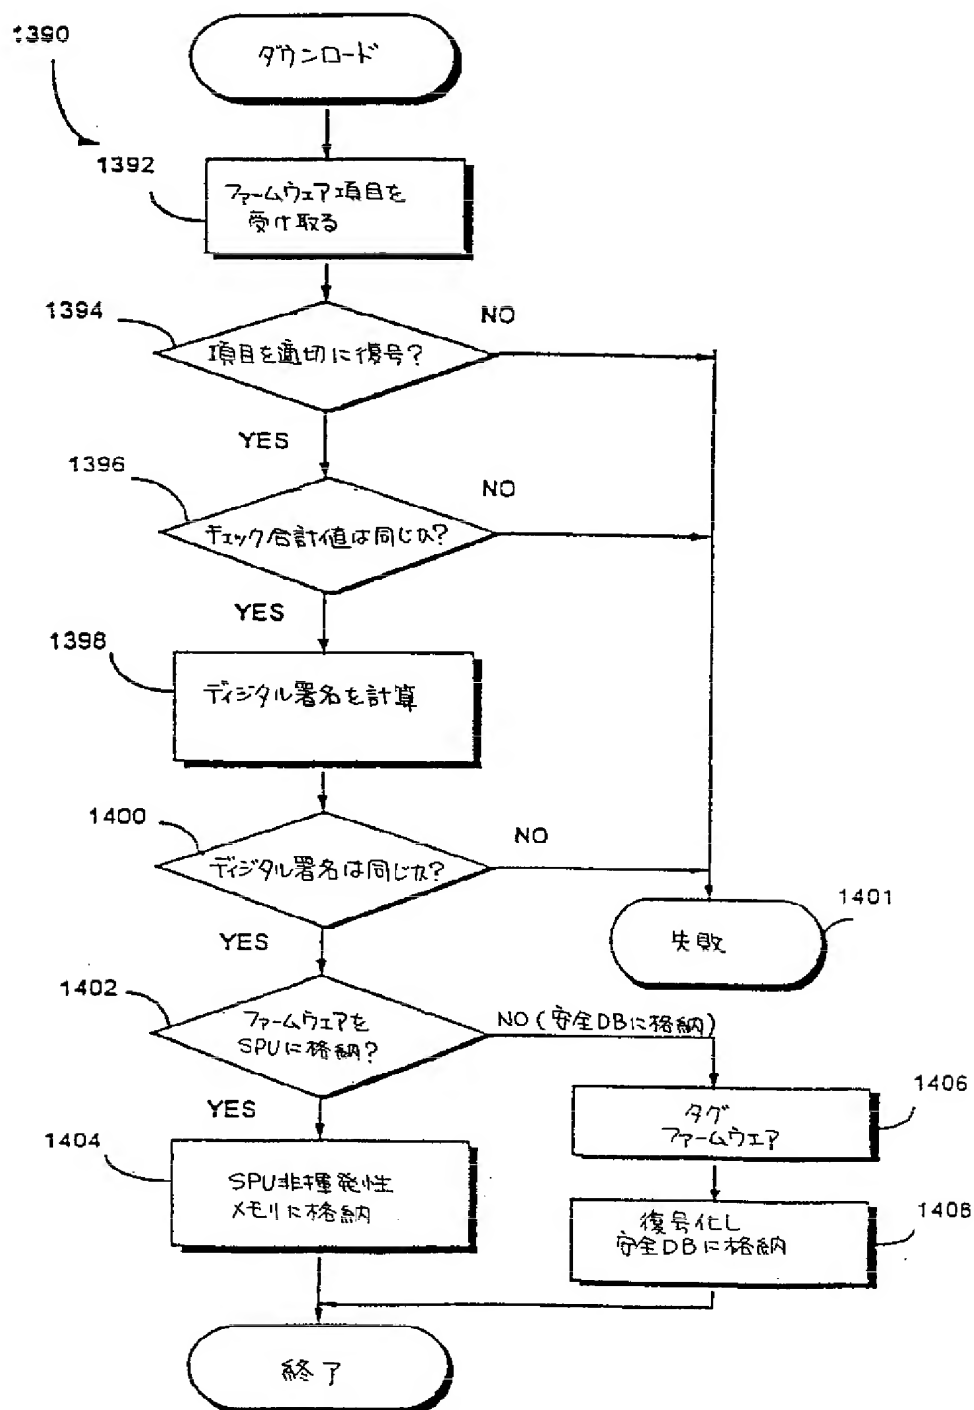 1390
ダウンロード
1392
ファームウェア項目を
受け取る
1394
NO
項目を適切に復号?
YES
1396
NO
チェック合計値は同じか?
YES
1398
ディジタル署名を計算
1400
NO
ディジタル署名は同じか?
YES
1401
失敗
1402
ファームウェアを
SPUに格納?
NO(安全DBに格納)
YES
1404
SPU非揮発性
メモリに格納
1406
タグ
ファームウェア
1408
復号化し
安全DBに格納
終了